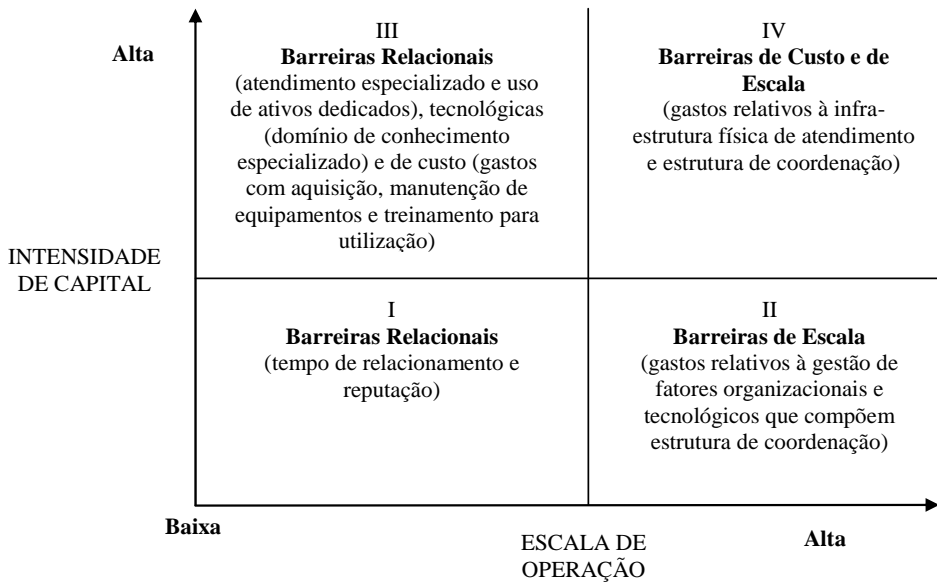 Alta
III
Barreiras Relacionais
(atendimento especializado e uso
de ativos dedicados), tecnológicas
(domínio de conhecimento
especializado) e de custo (gastos
com aquisição, manutenção de
equipamentos e treinamento para
utilização)
IV
Barreiras de Custo e de
Escala
(gastos relativos à infra-
estrutura física de atendimento
e estrutura de coordenação)
INTENSIDADE
DE CAPITAL
I
Barreiras Relacionais
(tempo de relacionamento e
reputação)
II
Barreiras de Escala
(gastos relativos à gestão de
fatores organizacionais e
tecnológicos que compõem
estrutura de coordenação)
Baixa
ESCALA DE
OPERAÇÃO
Alta